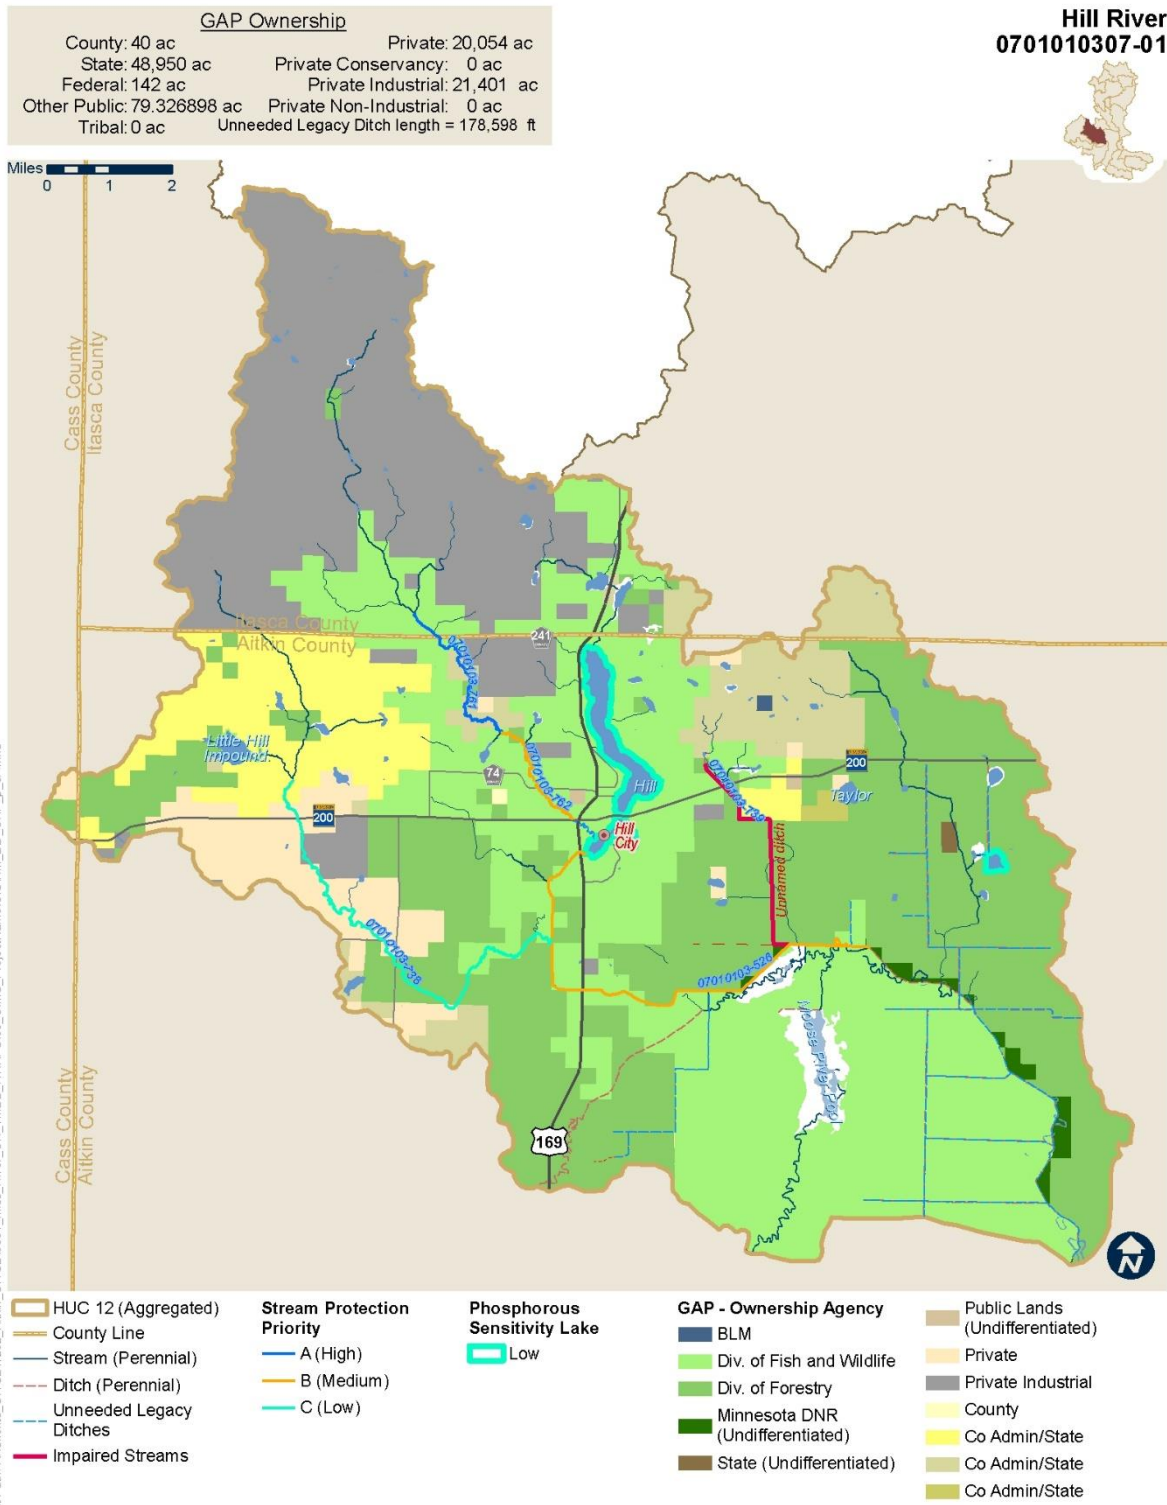 GAP Ownership
County: 40 ac
Private: 20,054 ac
State: 48,950 ac
Private Conservancy: 0 ac
Federal: 142 ac
Private Industrial: 21,401 ac
Other Public: 79.326898 ac
Private Non-Industrial: 0 ac
Tribal: 0 ac
Unneeded Legacy Ditch length = 178,598 ft
Hill River
0701010307-01
Miles
0 1 2
Cass County
Itasca County
Itasca County
Aitkin County
241
07010103-761
Little Hill
Impound.
74
07010103-762
Hill
200
Taylor
200
07010103-739
Hill
City
Unnamed ditch
07010103-526
Moose River Pool
Cass County
Aitkin County
169
N
HUC 12 (Aggregated)
County Line
Stream (Perennial)
Ditch (Perennial)
Unneeded Legacy
Ditches
Impaired Streams
Stream Protection
Priority
A (High)
B (Medium)
C (Low)
Phosphorous
Sensitivity Lake
Low
GAP - Ownership Agency
BLM
Div. of Fish and Wildlife
Div. of Forestry
Minnesota DNR
(Undifferentiated)
State (Undifferentiated)
Public Lands
(Undifferentiated)
Private
Private Industrial
County
Co Admin/State
Co Admin/State
Co Admin/State